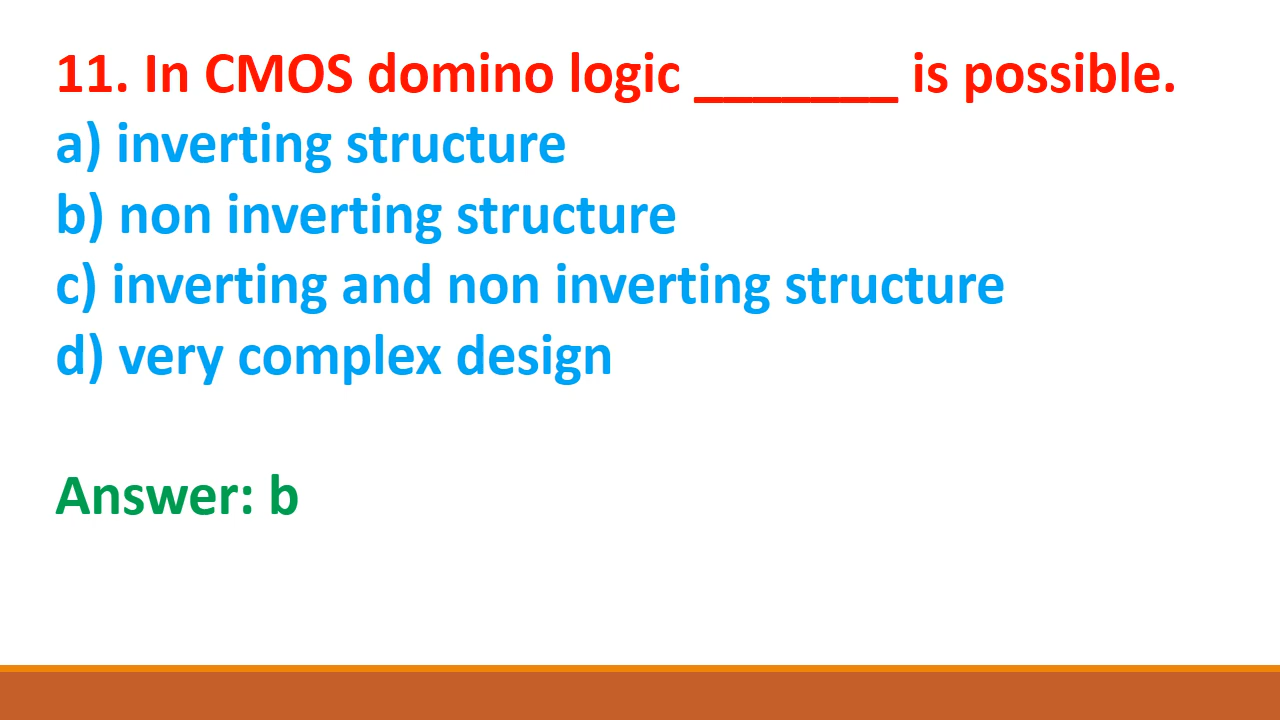 11. In CMOS domino logic _______ is possible.
a) inverting structure
b) non inverting structure
c) inverting and non inverting structure
d) very complex design
Answer: b